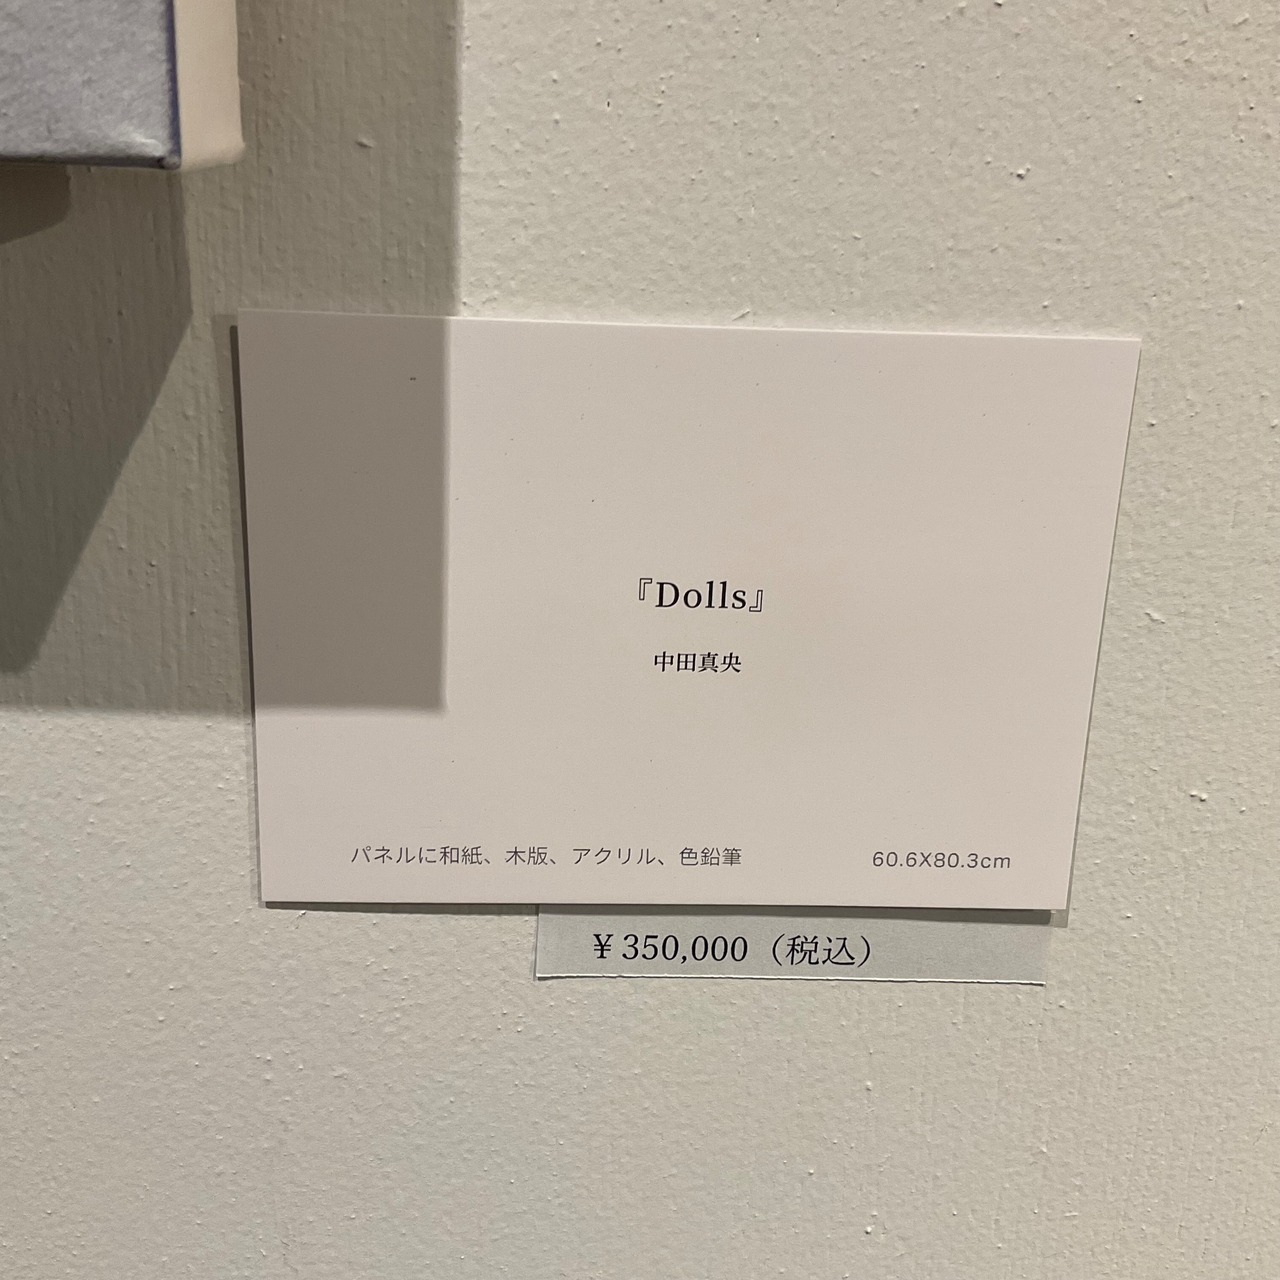 『Dolls』
中田真央
パネルに和紙、木版、アクリル、色鉛筆 60.6X80.3cm
¥350,000（税込）